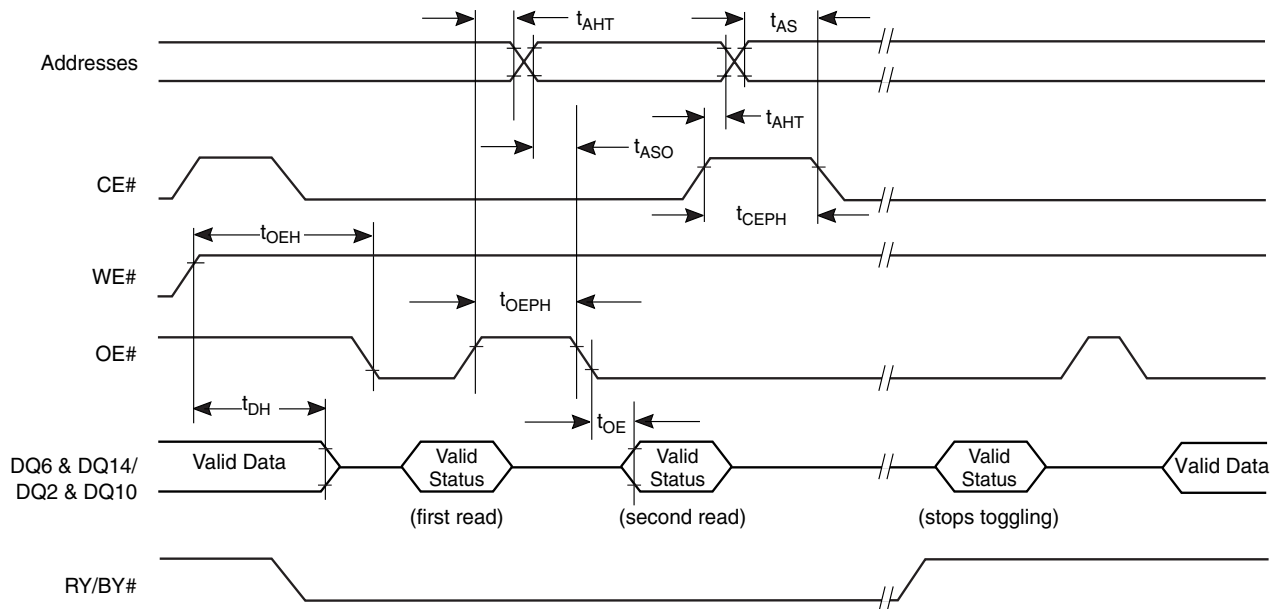 tAHT
tAS
Addresses
tAHT
tASO
CE#
tCEPH
tOEH
WE#
tOEPH
OE#
tDH
tOE
DQ6 & DQ14/
DQ2 & DQ10
Valid Data
Valid
Status
Valid
Status
Valid
Status
Valid Data
(first read)
(second read)
(stops toggling)
RY/BY#